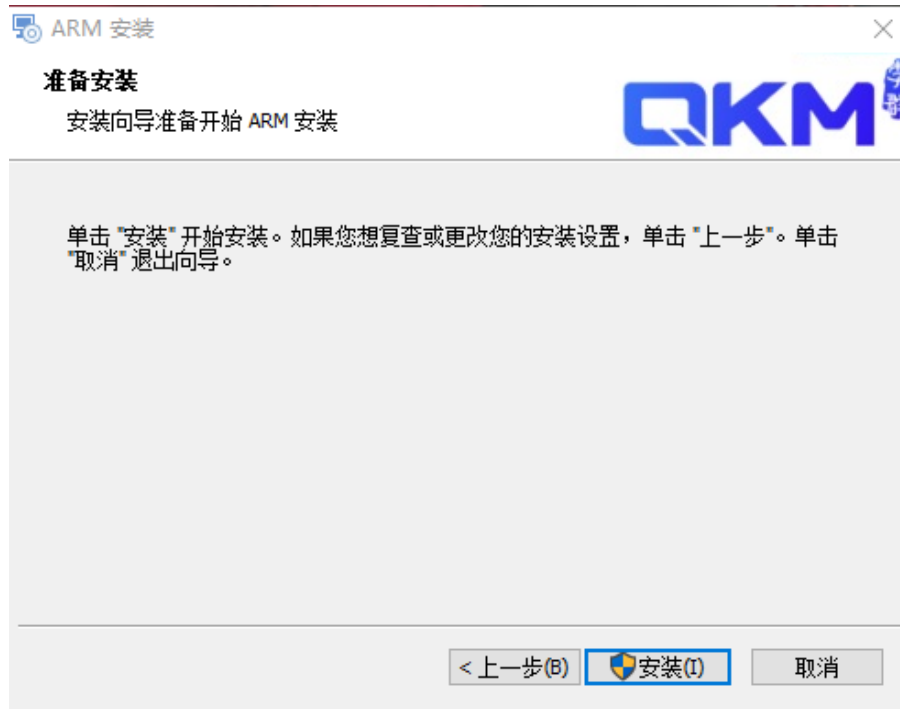 ARM 安装
准备安装
安装向导准备开始 ARM 安装
QKM
单击 "安装" 开始安装。如果您想复查或更改您的安装设置，单击 "上一步"。单击
"取消" 退出向导。
< 上一步(B)
安装(I)
取消